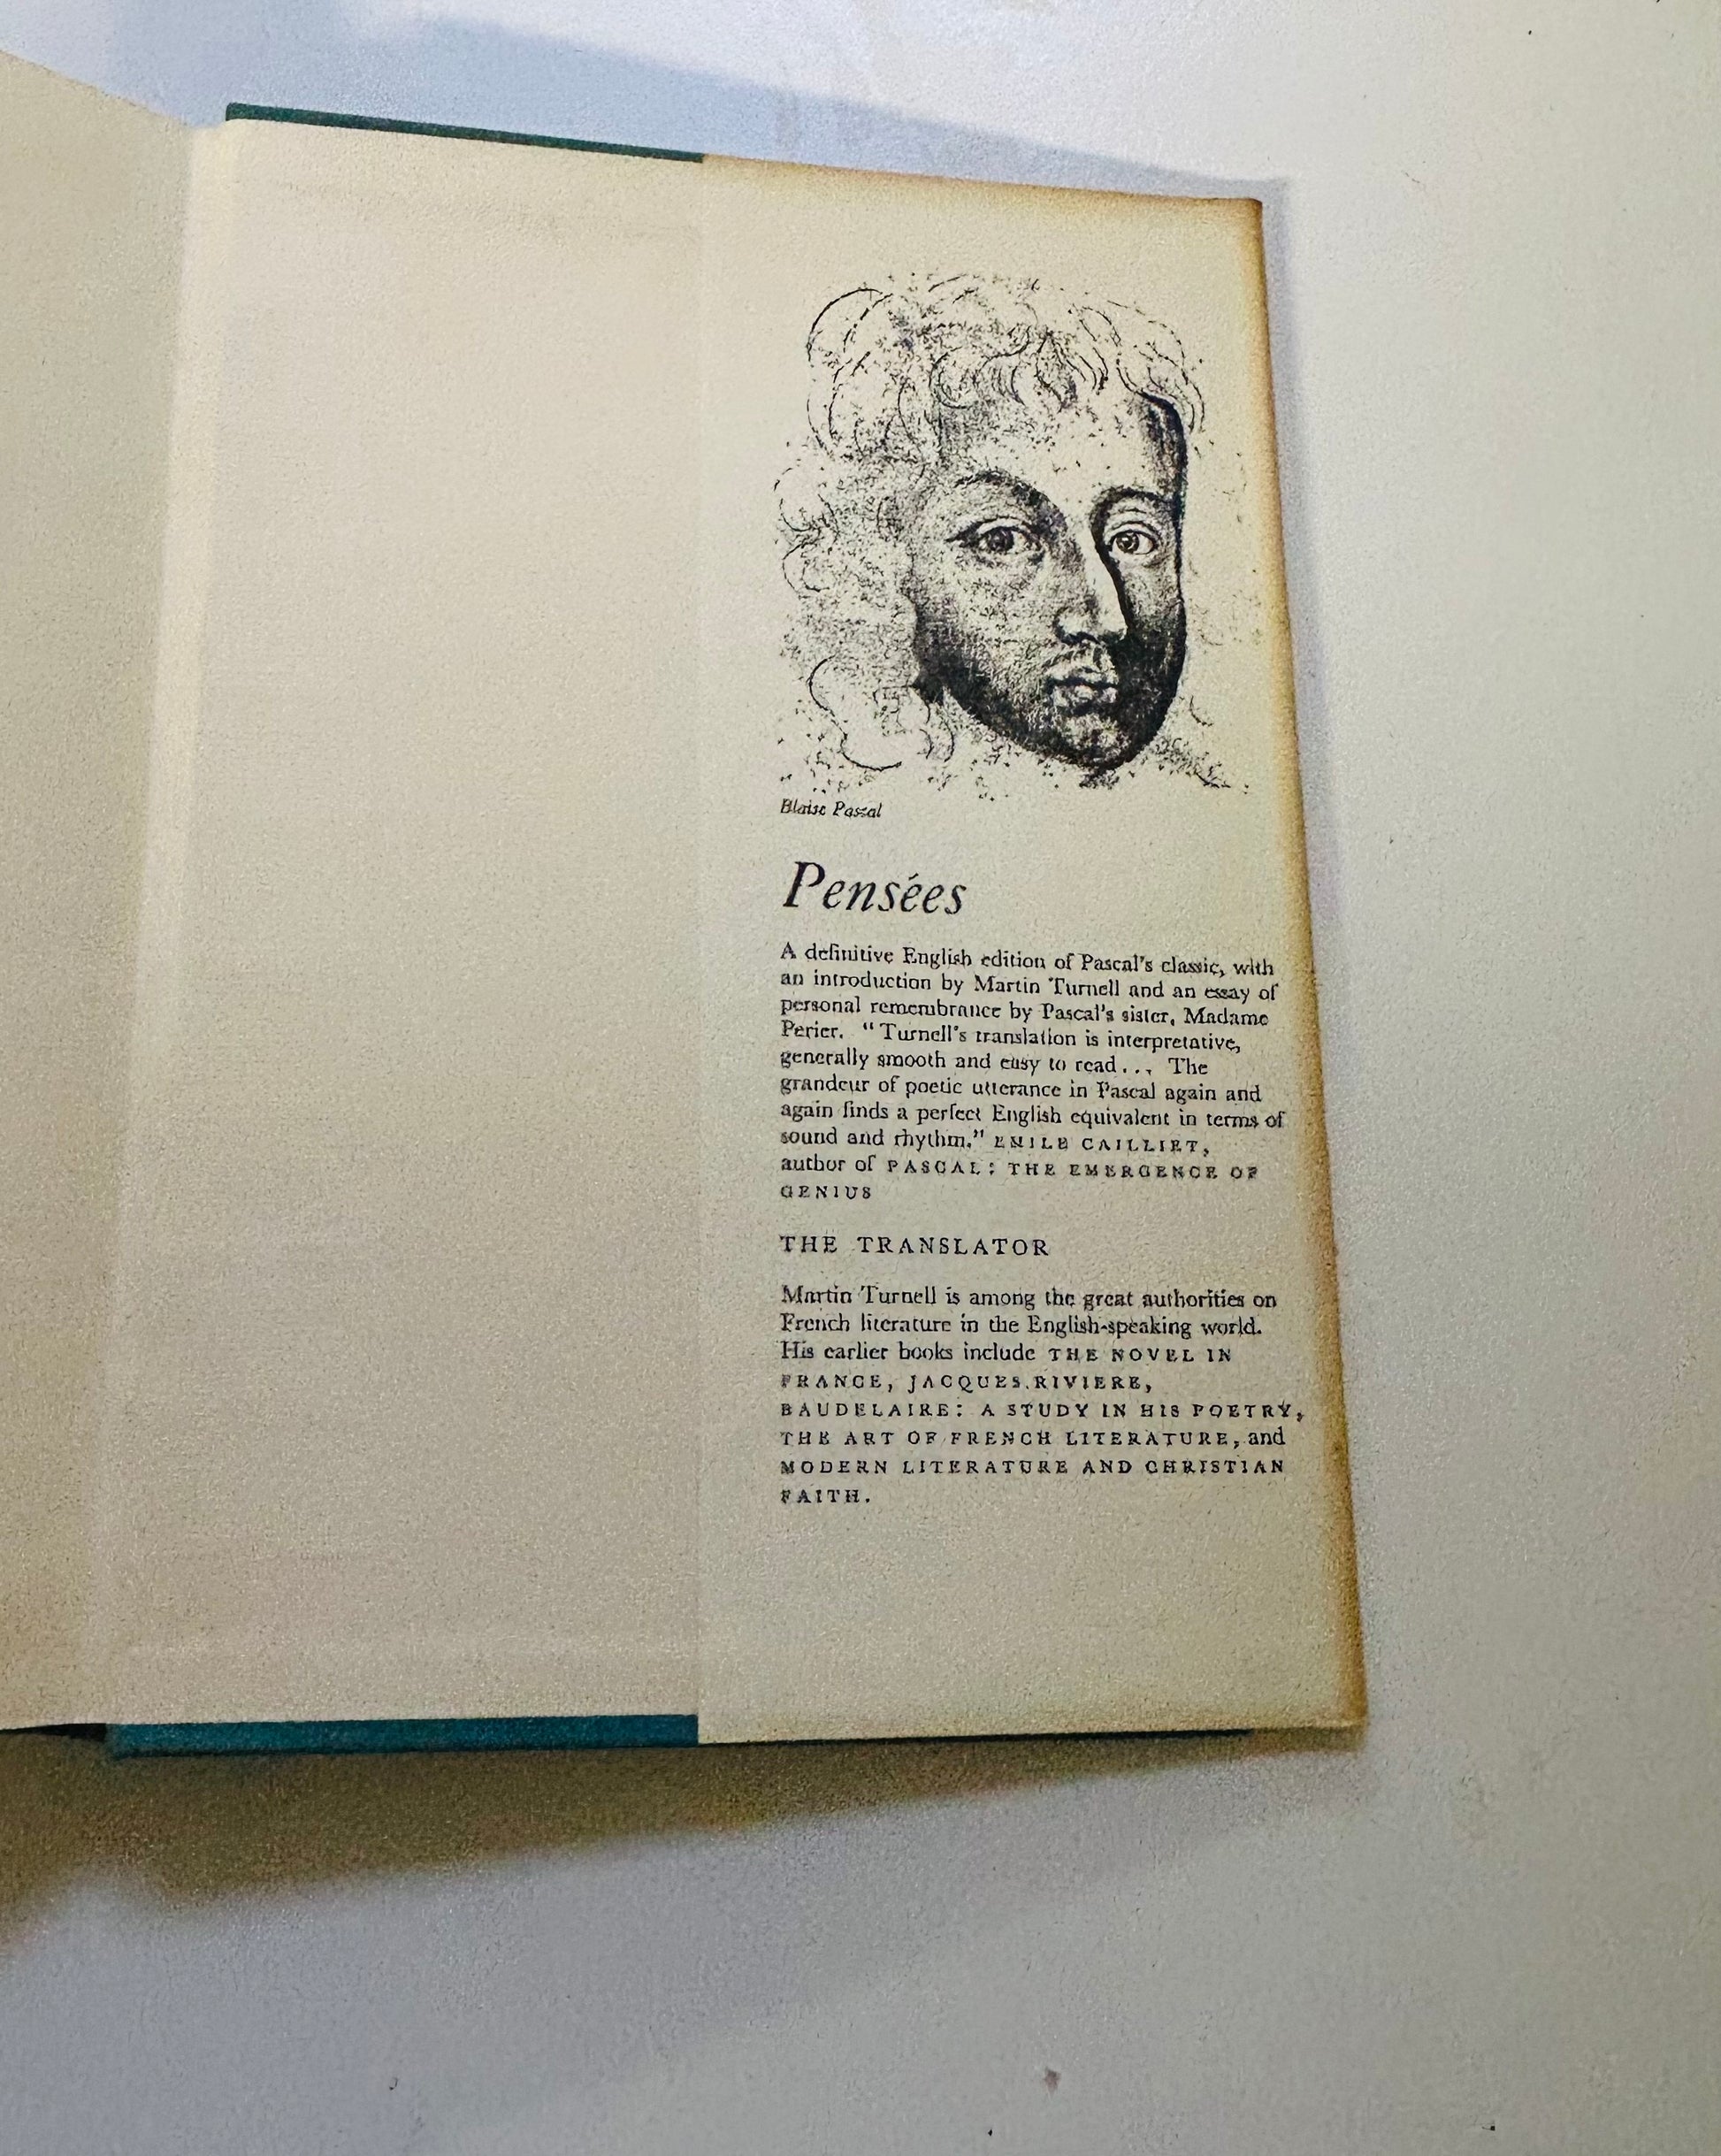 Blaise Pascal
Pensées
A definitive English edition of Pascal's classic, with
an introduction by Martin Turnell and an essay of
personal remembrance by Pascal's sister, Madame
Perier. “Turnell's translation is interpretative,
generally smooth and easy to read... The
grandeur of poetic utterance in Pascal again and
again finds a perfect English equivalent in terms of
sound and rhythm.” EMILE CAILLIET,
author of PASCAL: THE EMERGENCE OF
GENIUS
THE TRANSLATOR
Martin Turnell is among the great authorities on
French literature in the English-speaking world.
His earlier books include THE NOVEL IN
FRANCE, JACQUES RIVIERE,
BAUDELAIRE: A STUDY IN HIS POETRY,
THE ART OF FRENCH LITERATURE, and
MODERN LITERATURE AND CHRISTIAN
FAITH.